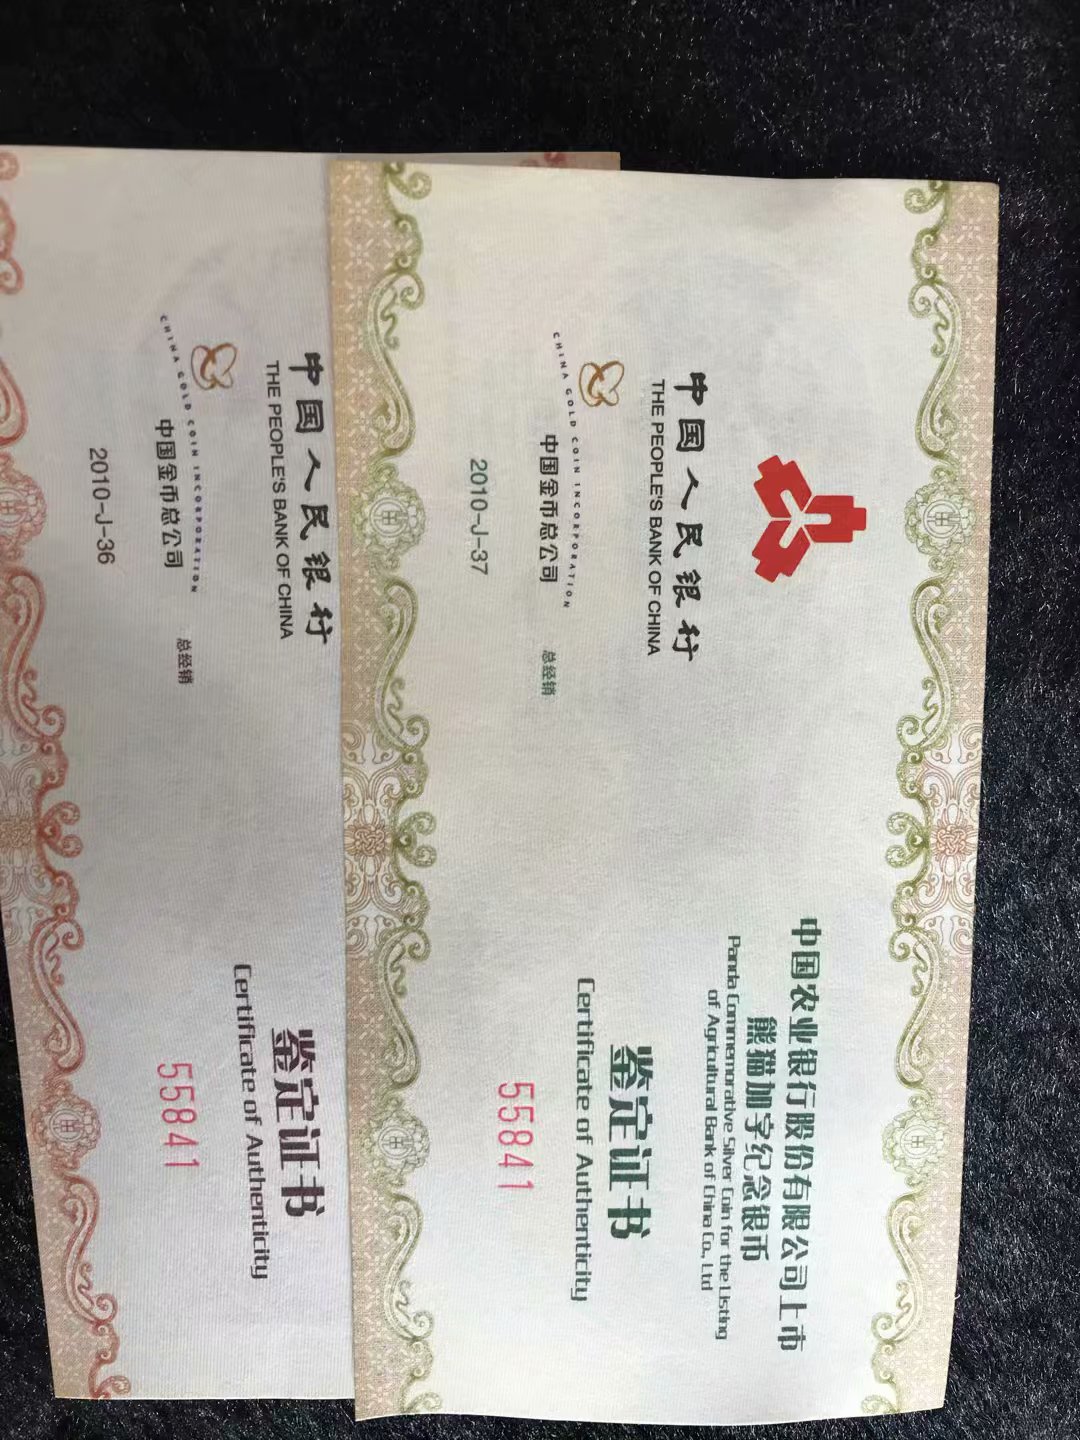 中国农业银行股份有限公司上市
熊猫加字纪念银币
Panda Commemorative Silver Coin for the Listing
of Agricultural Bank of China Co., Ltd
中国人民银行
THE PEOPLE'S BANK OF CHINA
鉴定证书
Certificate of Authenticity
CHINA GOLD COIN INCORPORATION
中国金币总公司 总经销
55841
2010-J-37
中国人民银行
THE PEOPLE'S BANK OF CHINA
鉴定证书
Certificate of Authenticity
CHINA GOLD COIN INCORPORATION
中国金币总公司 总经销
55841
2010-J-36